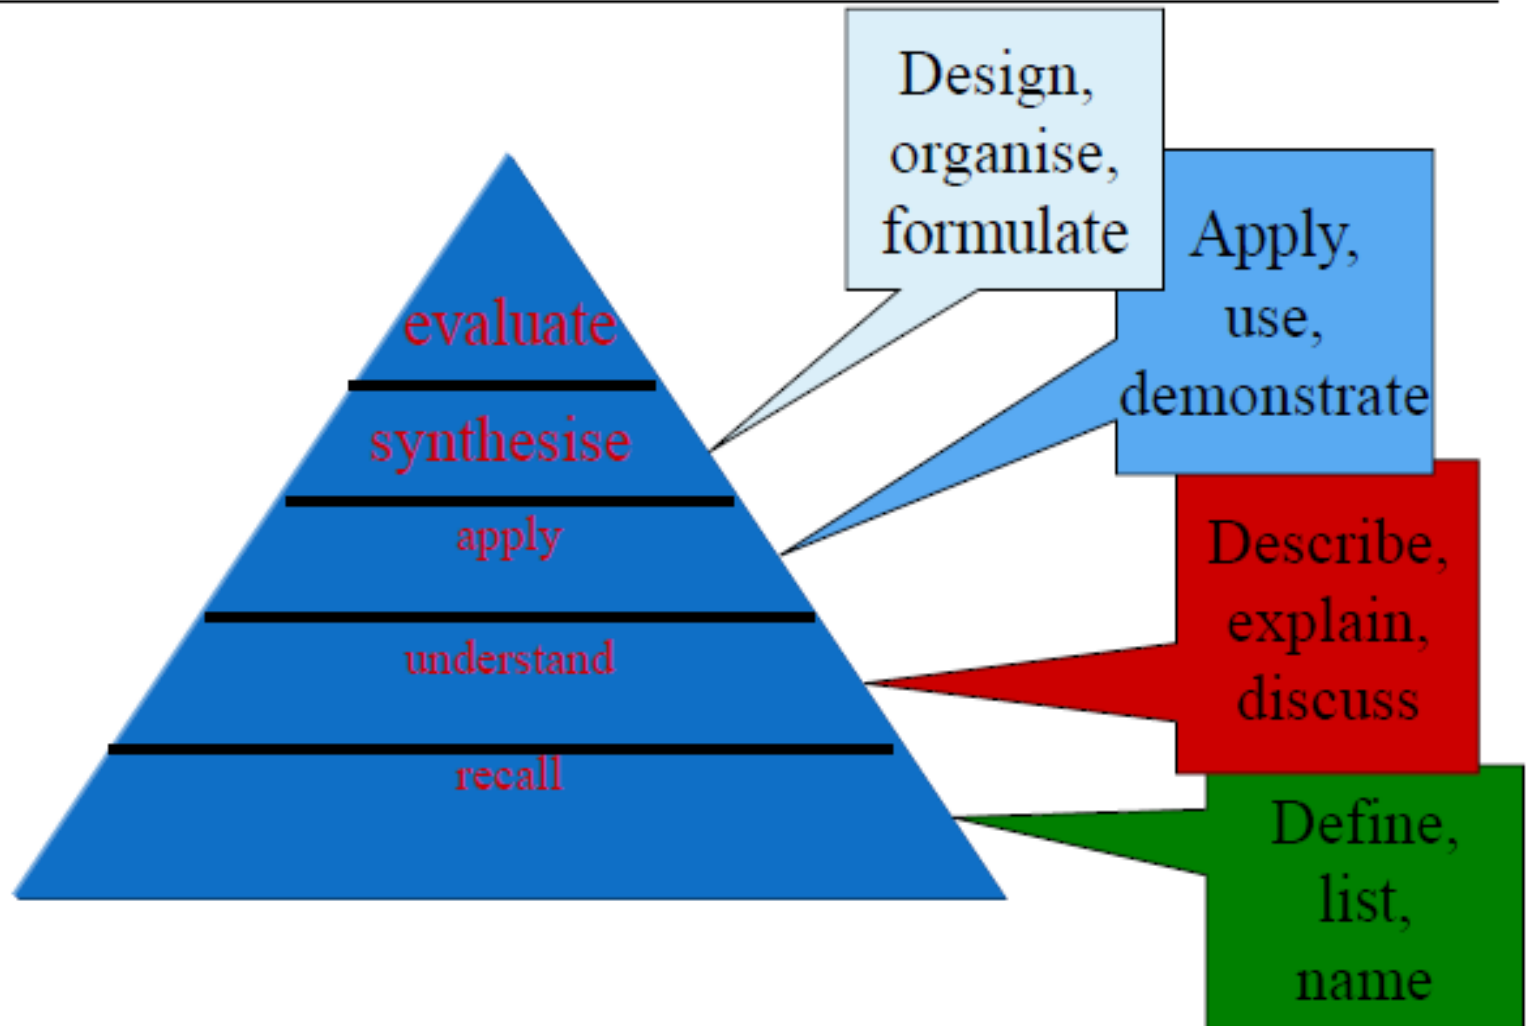 evaluate
synthesise
apply
understand
recall
Design,
organise,
formulate
Apply,
use,
demonstrate
Describe,
explain,
discuss
Define,
list,
name